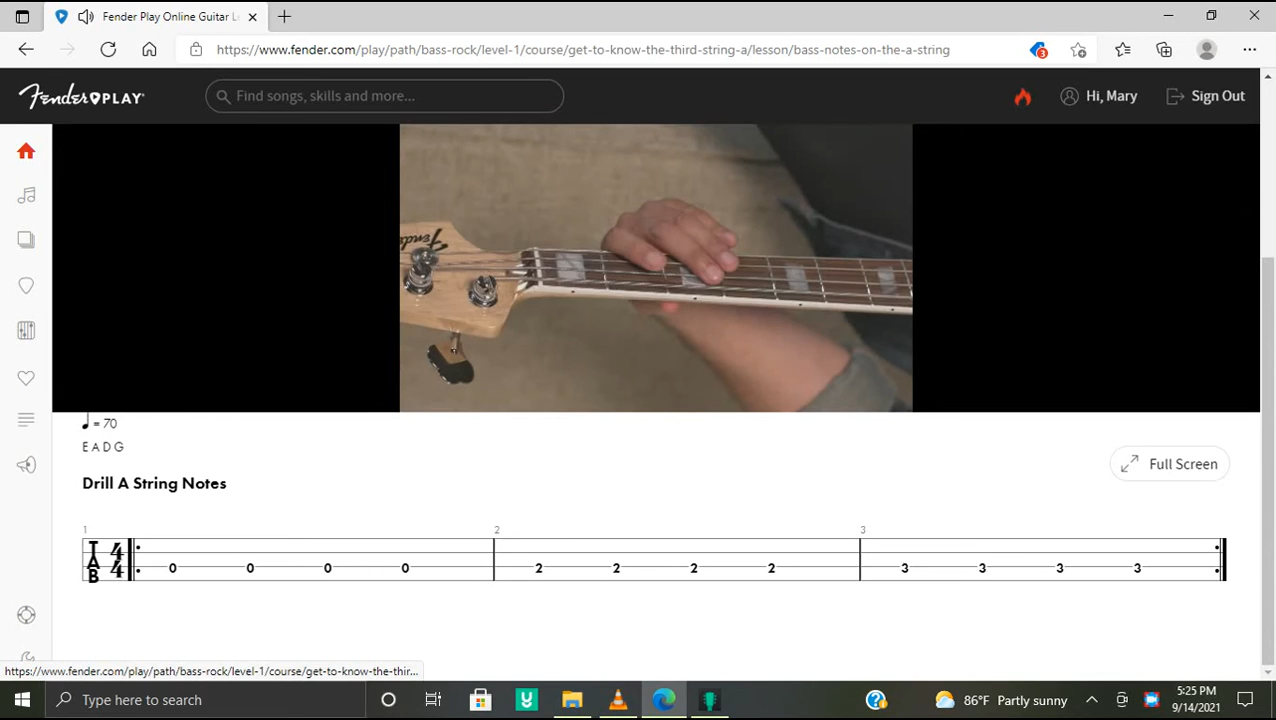 Fender Play Online Guitar L
https://www.fender.com/play/path/bass-rock/level-1/course/get-to-know-the-third-string-a/lesson/bass-notes-on-the-a-string
3
Fender PLAY
Find songs, skills and more...
Hi, Mary
Sign Out
Fender
= 70
E A D G
Full Screen
Drill A String Notes
1 2 3
T A B 4 4 0 0 0 0 2 2 2 2 3 3 3 3
https://www.fender.com/play/path/bass-rock/level-1/course/get-to-know-the-thir...
Type here to search
86°F Partly sunny
5:25 PM
9/14/2021